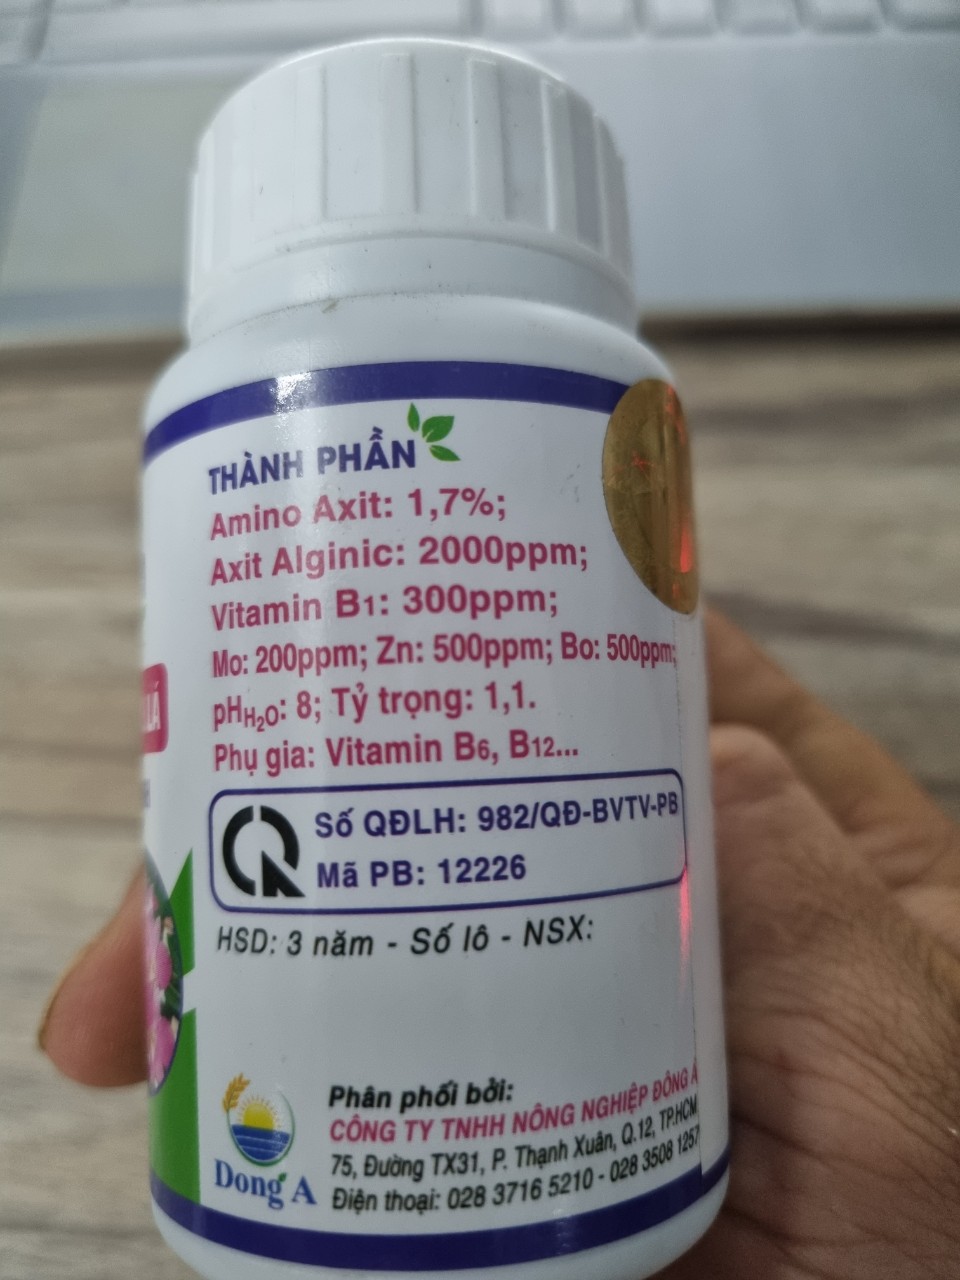 THÀNH PHẦN
Amino Axit: 1,7%;
Axit Alginic: 2000ppm;
Vitamin B1: 300ppm;
Mo: 200ppm; Zn: 500ppm; Bo: 500ppm;
pHH2O: 8; Tỷ trọng: 1,1.
Phụ gia: Vitamin B6, B12...
LÁ
Số QĐLH: 982/QĐ-BVTV-PB
Mã PB: 12226
HSD: 3 năm - Số lô - NSX:
Phân phối bởi:
CÔNG TY TNHH NÔNG NGHIỆP ĐÔNG Á
75, Đường TX31, P. Thạnh Xuân, Q.12, TP.HCM
Điện thoại: 028 3716 5210 - 028 3508 1257
Dong A